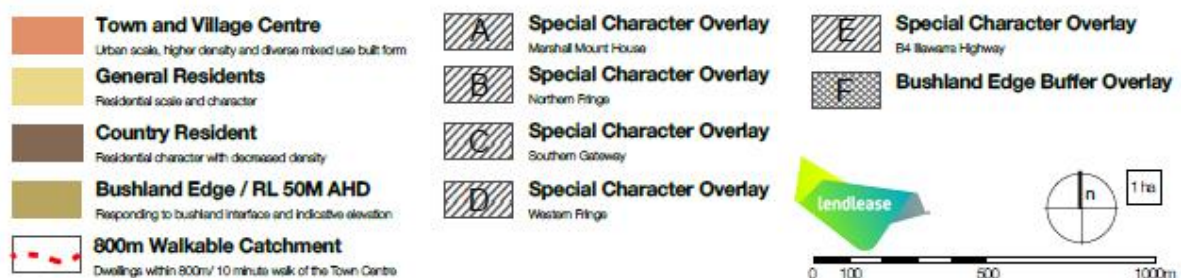 Town and Village Centre
Urban scale, higher density and diverse mixed use built form
General Residents
Residential scale and character
Country Resident
Residential character with decreased density
Bushland Edge / RL 50M AHD
Responding to bushland interface and indicative elevation
800m Walkable Catchment
Dwellings within 800m/ 10 minute walk of the Town Centre
A
Special Character Overlay
Marshall Mount House
B
Special Character Overlay
Northern Fringe
C
Special Character Overlay
Southern Gateway
D
Special Character Overlay
Western Fringe
E
Special Character Overlay
B4 Illawarra Highway
F
Bushland Edge Buffer Overlay
lendlease
n
1 ha
0 100 500 1000m